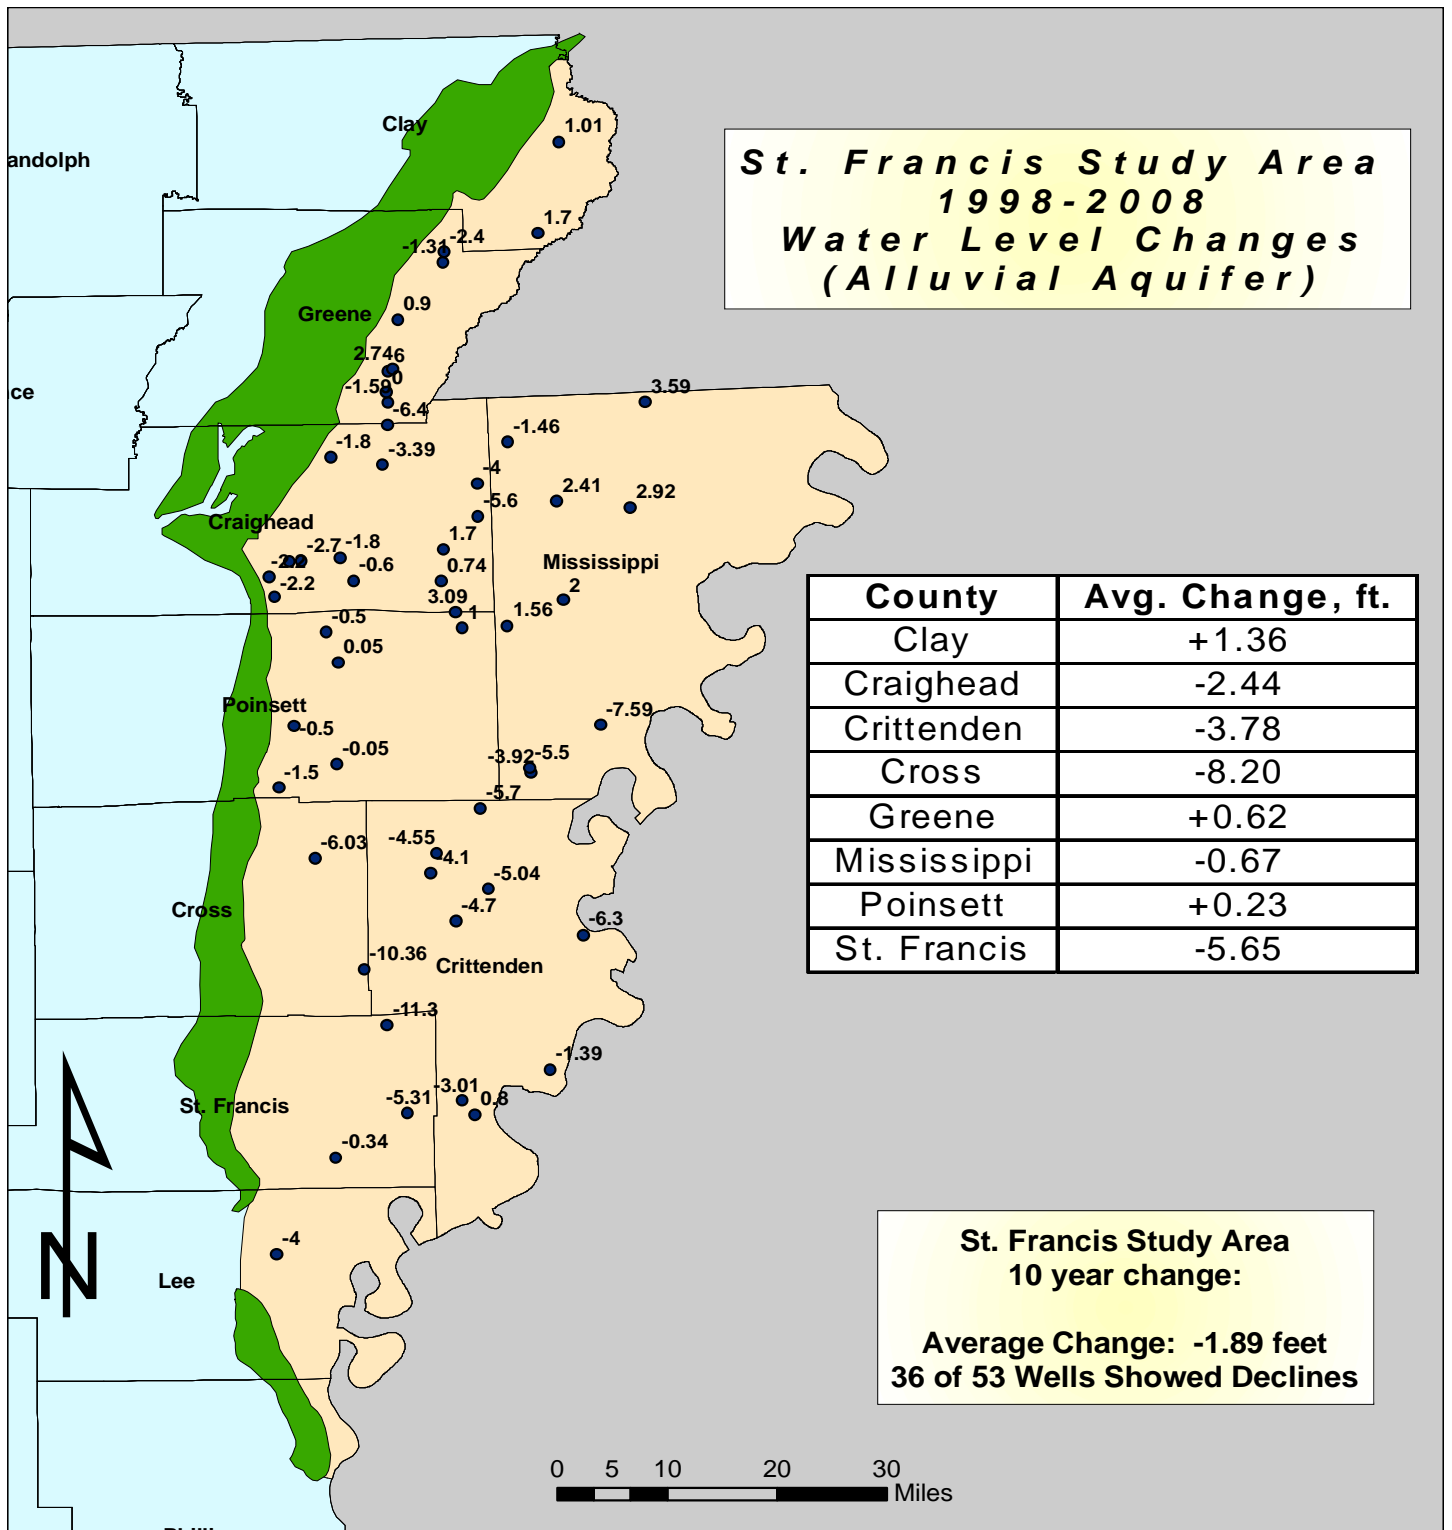 Clay
1.01
andolph
St. Francis Study Area
1998-2008
Water Level Changes
(Alluvial Aquifer)
1.7
-2.4
-1.31
0.9
Greene
2.74 6
0
-1.59
ce
-6.4
3.59
-1.8
-3.39
-1.46
-4
2.41
2.92
-5.6
Craighead
1.7
-2.7
-1.8
Mississippi
-2.2
-0.6
0.74
-2.2
3.09
1
1.56
2
-0.5
0.05
County Avg. Change, ft.
Clay +1.36
Craighead -2.44
Crittenden -3.78
Cross -8.20
Greene +0.62
Mississippi -0.67
Poinsett +0.23
St. Francis -5.65
Poinsett
-0.5
-7.59
-0.05
-3.92
-5.5
-1.5
-5.7
-6.03
-4.55
-4.1
-5.04
Cross
-4.7
-6.3
-10.36
Crittenden
-11.3
-1.39
-3.01
St. Francis
-5.31
0.8
-0.34
-4
N
Lee
St. Francis Study Area
10 year change:
Average Change: -1.89 feet
36 of 53 Wells Showed Declines
0 5 10 20 30
Miles